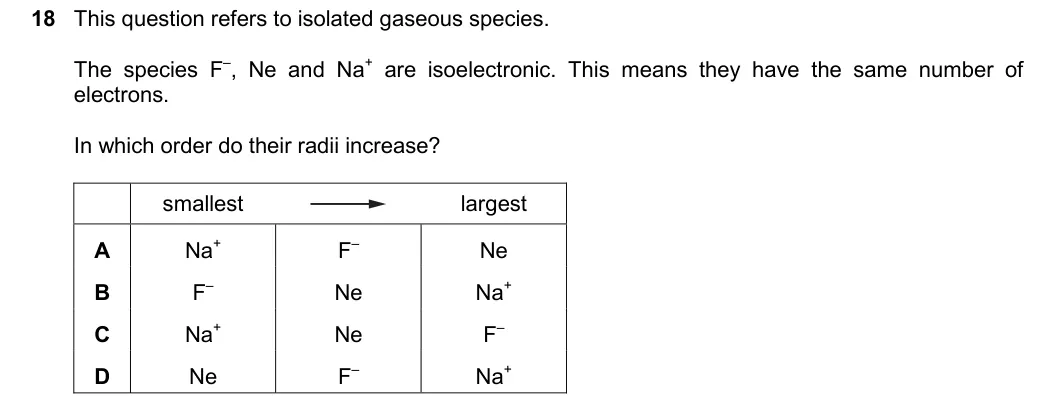 18 This question refers to isolated gaseous species.
The species F⁻, Ne and Na⁺ are isoelectronic. This means they have the same number of
electrons.
In which order do their radii increase?
smallest ⟶ largest
A Na⁺ F⁻ Ne
B F⁻ Ne Na⁺
C Na⁺ Ne F⁻
D Ne F⁻ Na⁺